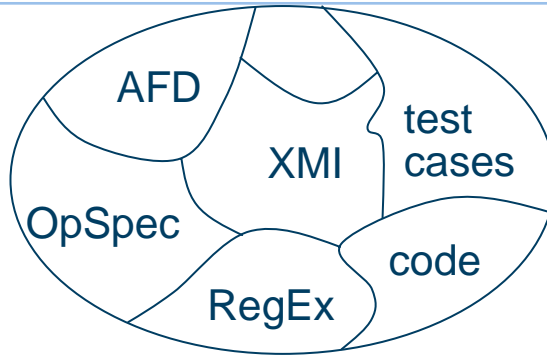 AFD
test
cases
XMI
OpSpec
code
RegEx